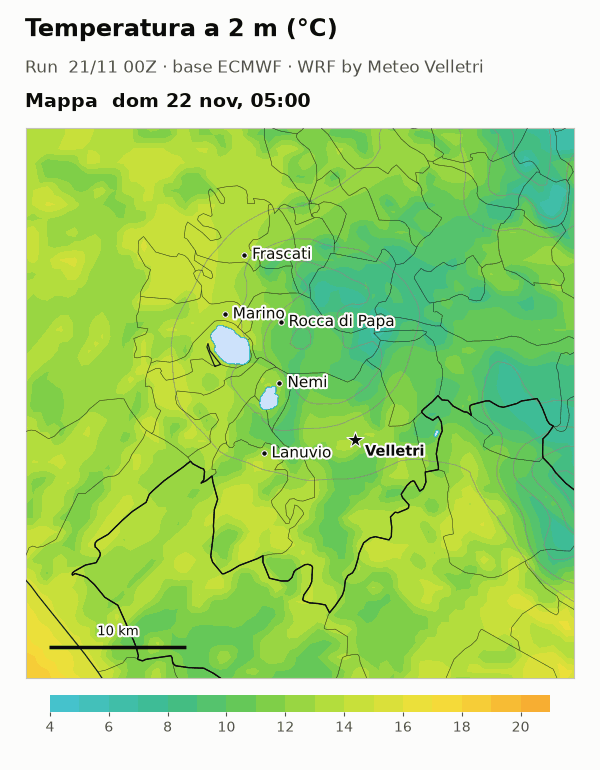 Temperatura a 2 m (°C)
Run  21/11 00Z · base ECMWF · WRF by Meteo Velletri
Mappa  dom 22 nov, 05:00
Frascati
Marino
Rocca di Papa
Nemi
Velletri
Lanuvio
10 km
4 6 8 10 12 14 16 18 20